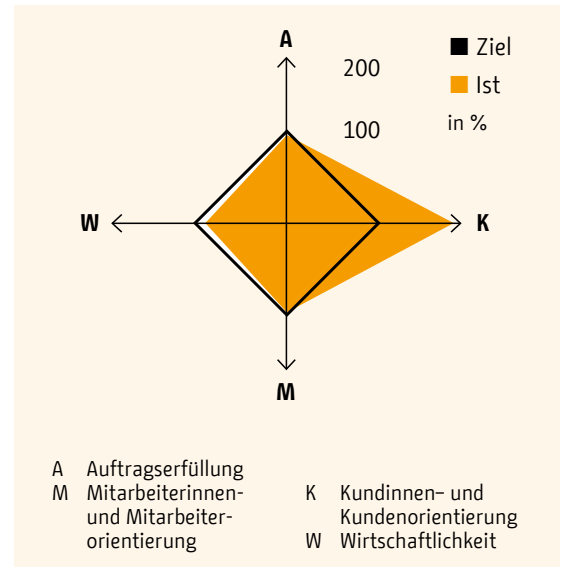 A
Ziel
200
Ist
100
in %
W
K
M
A Auftragserfüllung
M Mitarbeiterinnen-
und Mitarbeiter-
orientierung
K Kundinnen- und
Kundenorientierung
W Wirtschaftlichkeit